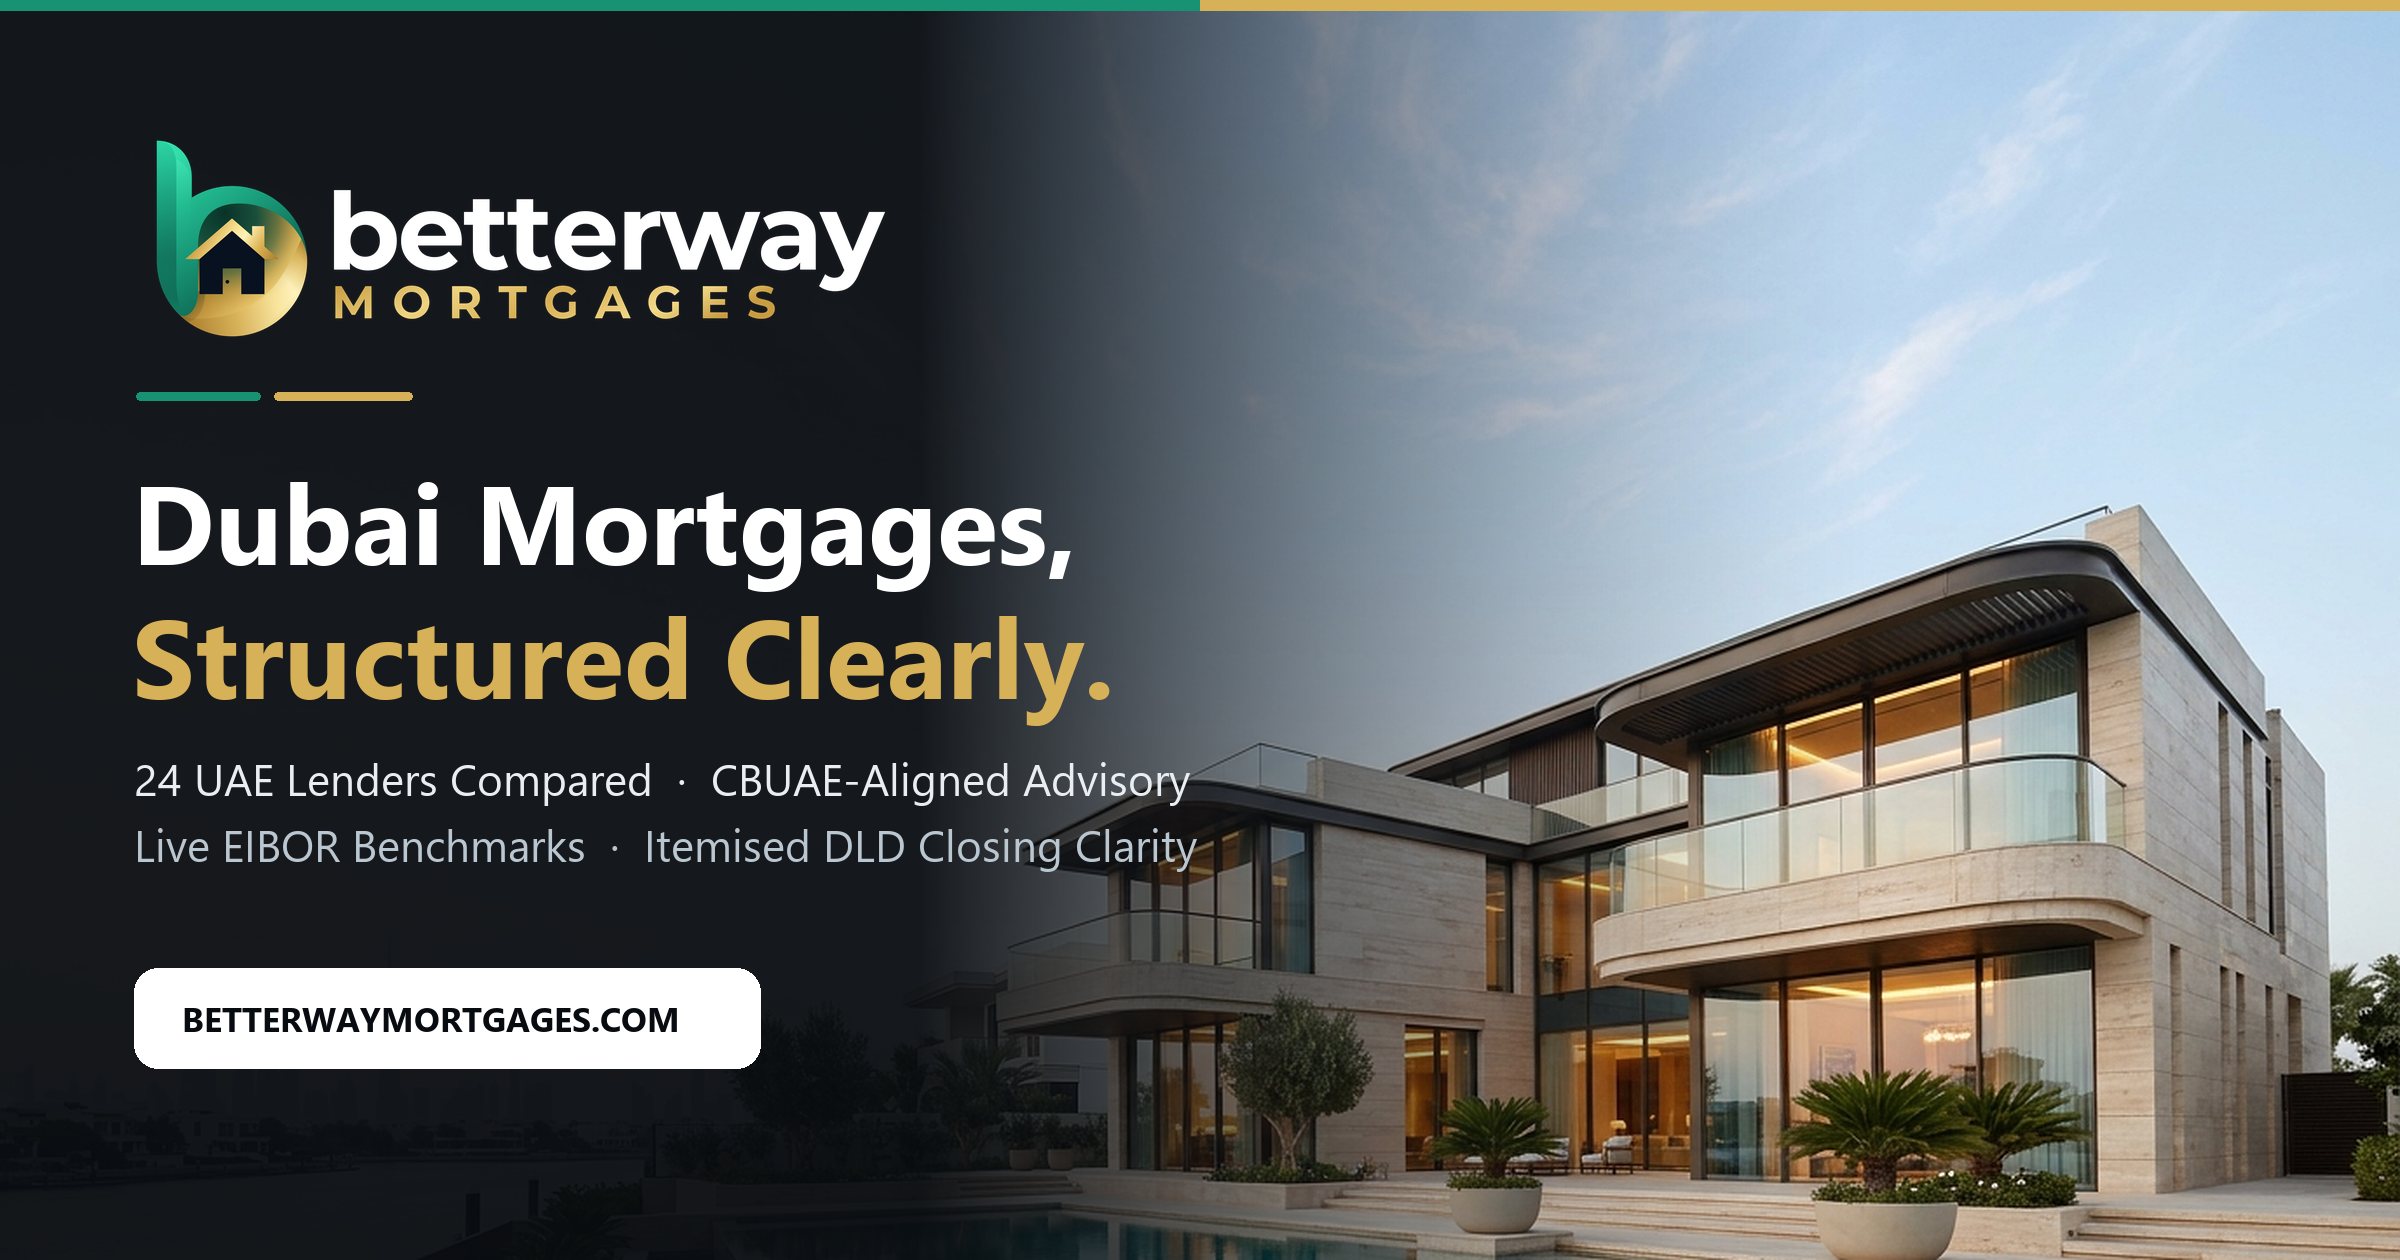 betterway
MORTGAGES
Dubai Mortgages,
Structured Clearly.
24 UAE Lenders Compared · CBUAE-Aligned Advisory
Live EIBOR Benchmarks · Itemised DLD Closing Clarity
BETTERWAYMORTGAGES.COM